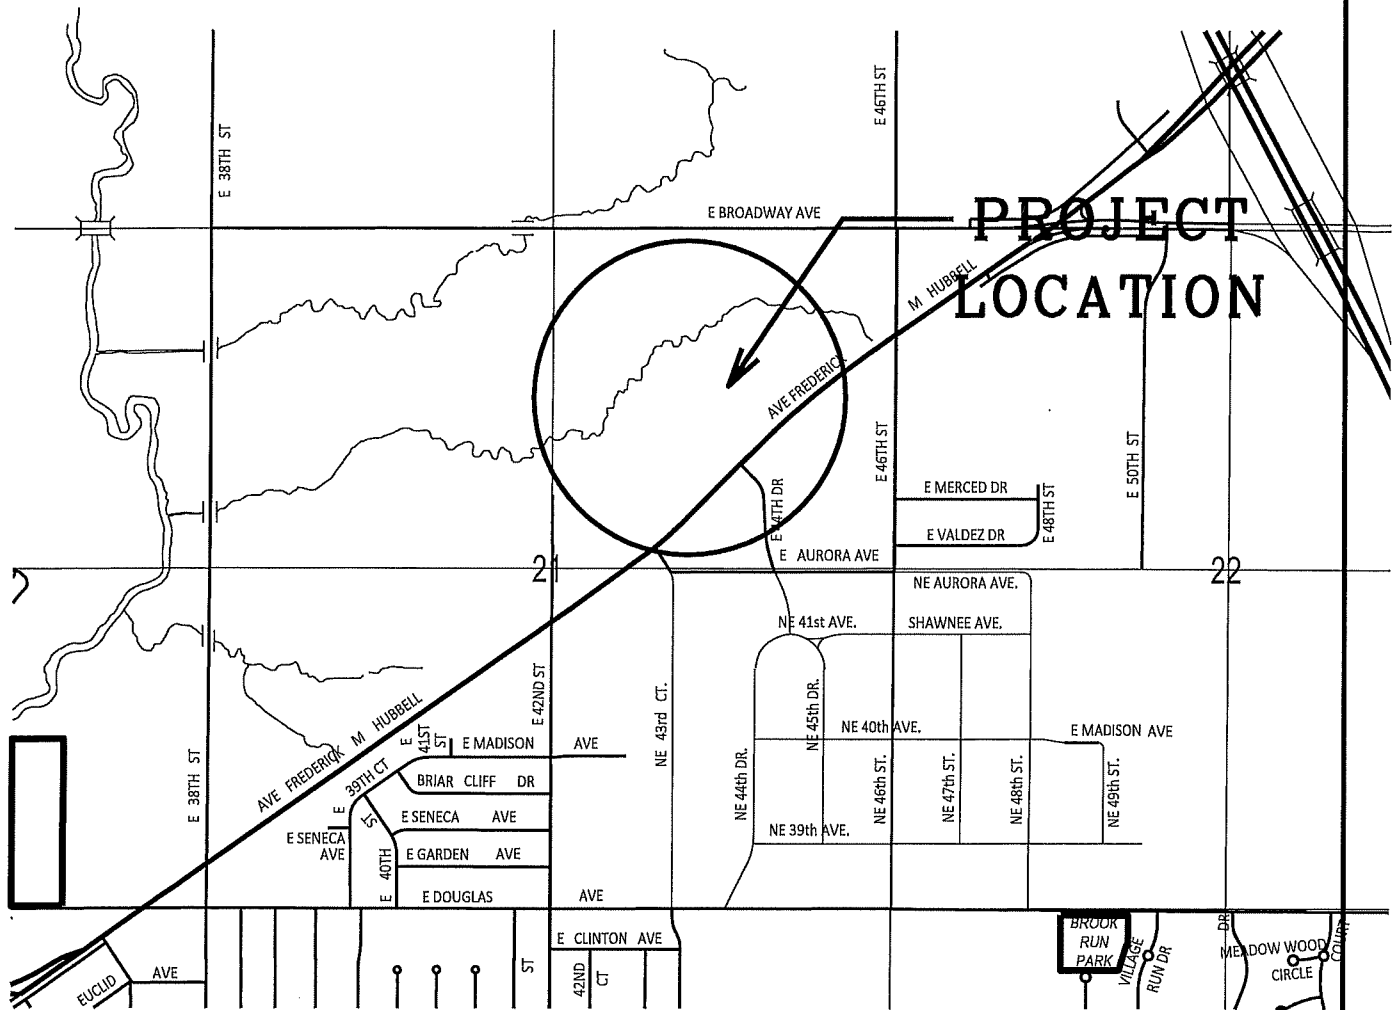 E 38TH ST
E 46TH ST
E BROADWAY AVE
PROJECT
LOCATION
M HUBBELL
AVE FREDERICK
E 46TH ST
E 50TH ST
E MERCED DR
E 48TH ST
E 44TH DR
E VALDEZ DR
E AURORA AVE
21
22
NE AURORA AVE.
NE 41st AVE.
SHAWNEE AVE.
E 42ND ST
NE 43rd CT.
NE 45th DR.
NE 40th AVE.
E MADISON AVE
AVE FREDERICK M HUBBELL
E 41ST ST
E MADISON AVE
E 38TH ST
E 39TH CT
BRIAR CLIFF DR
NE 44th DR.
NE 46th ST.
NE 47th ST.
NE 48th ST.
NE 49th ST.
E SENECA AVE
E SENECA
AVE
NE 39th AVE.
E 40TH ST
E GARDEN AVE
E DOUGLAS AVE
E CLINTON AVE
BROOK
RUN
PARK
VILLAGE
RUN DR
DR
MEADOW WOOD
COURT
CIRCLE
EUCLID AVE
ST
42ND
CT